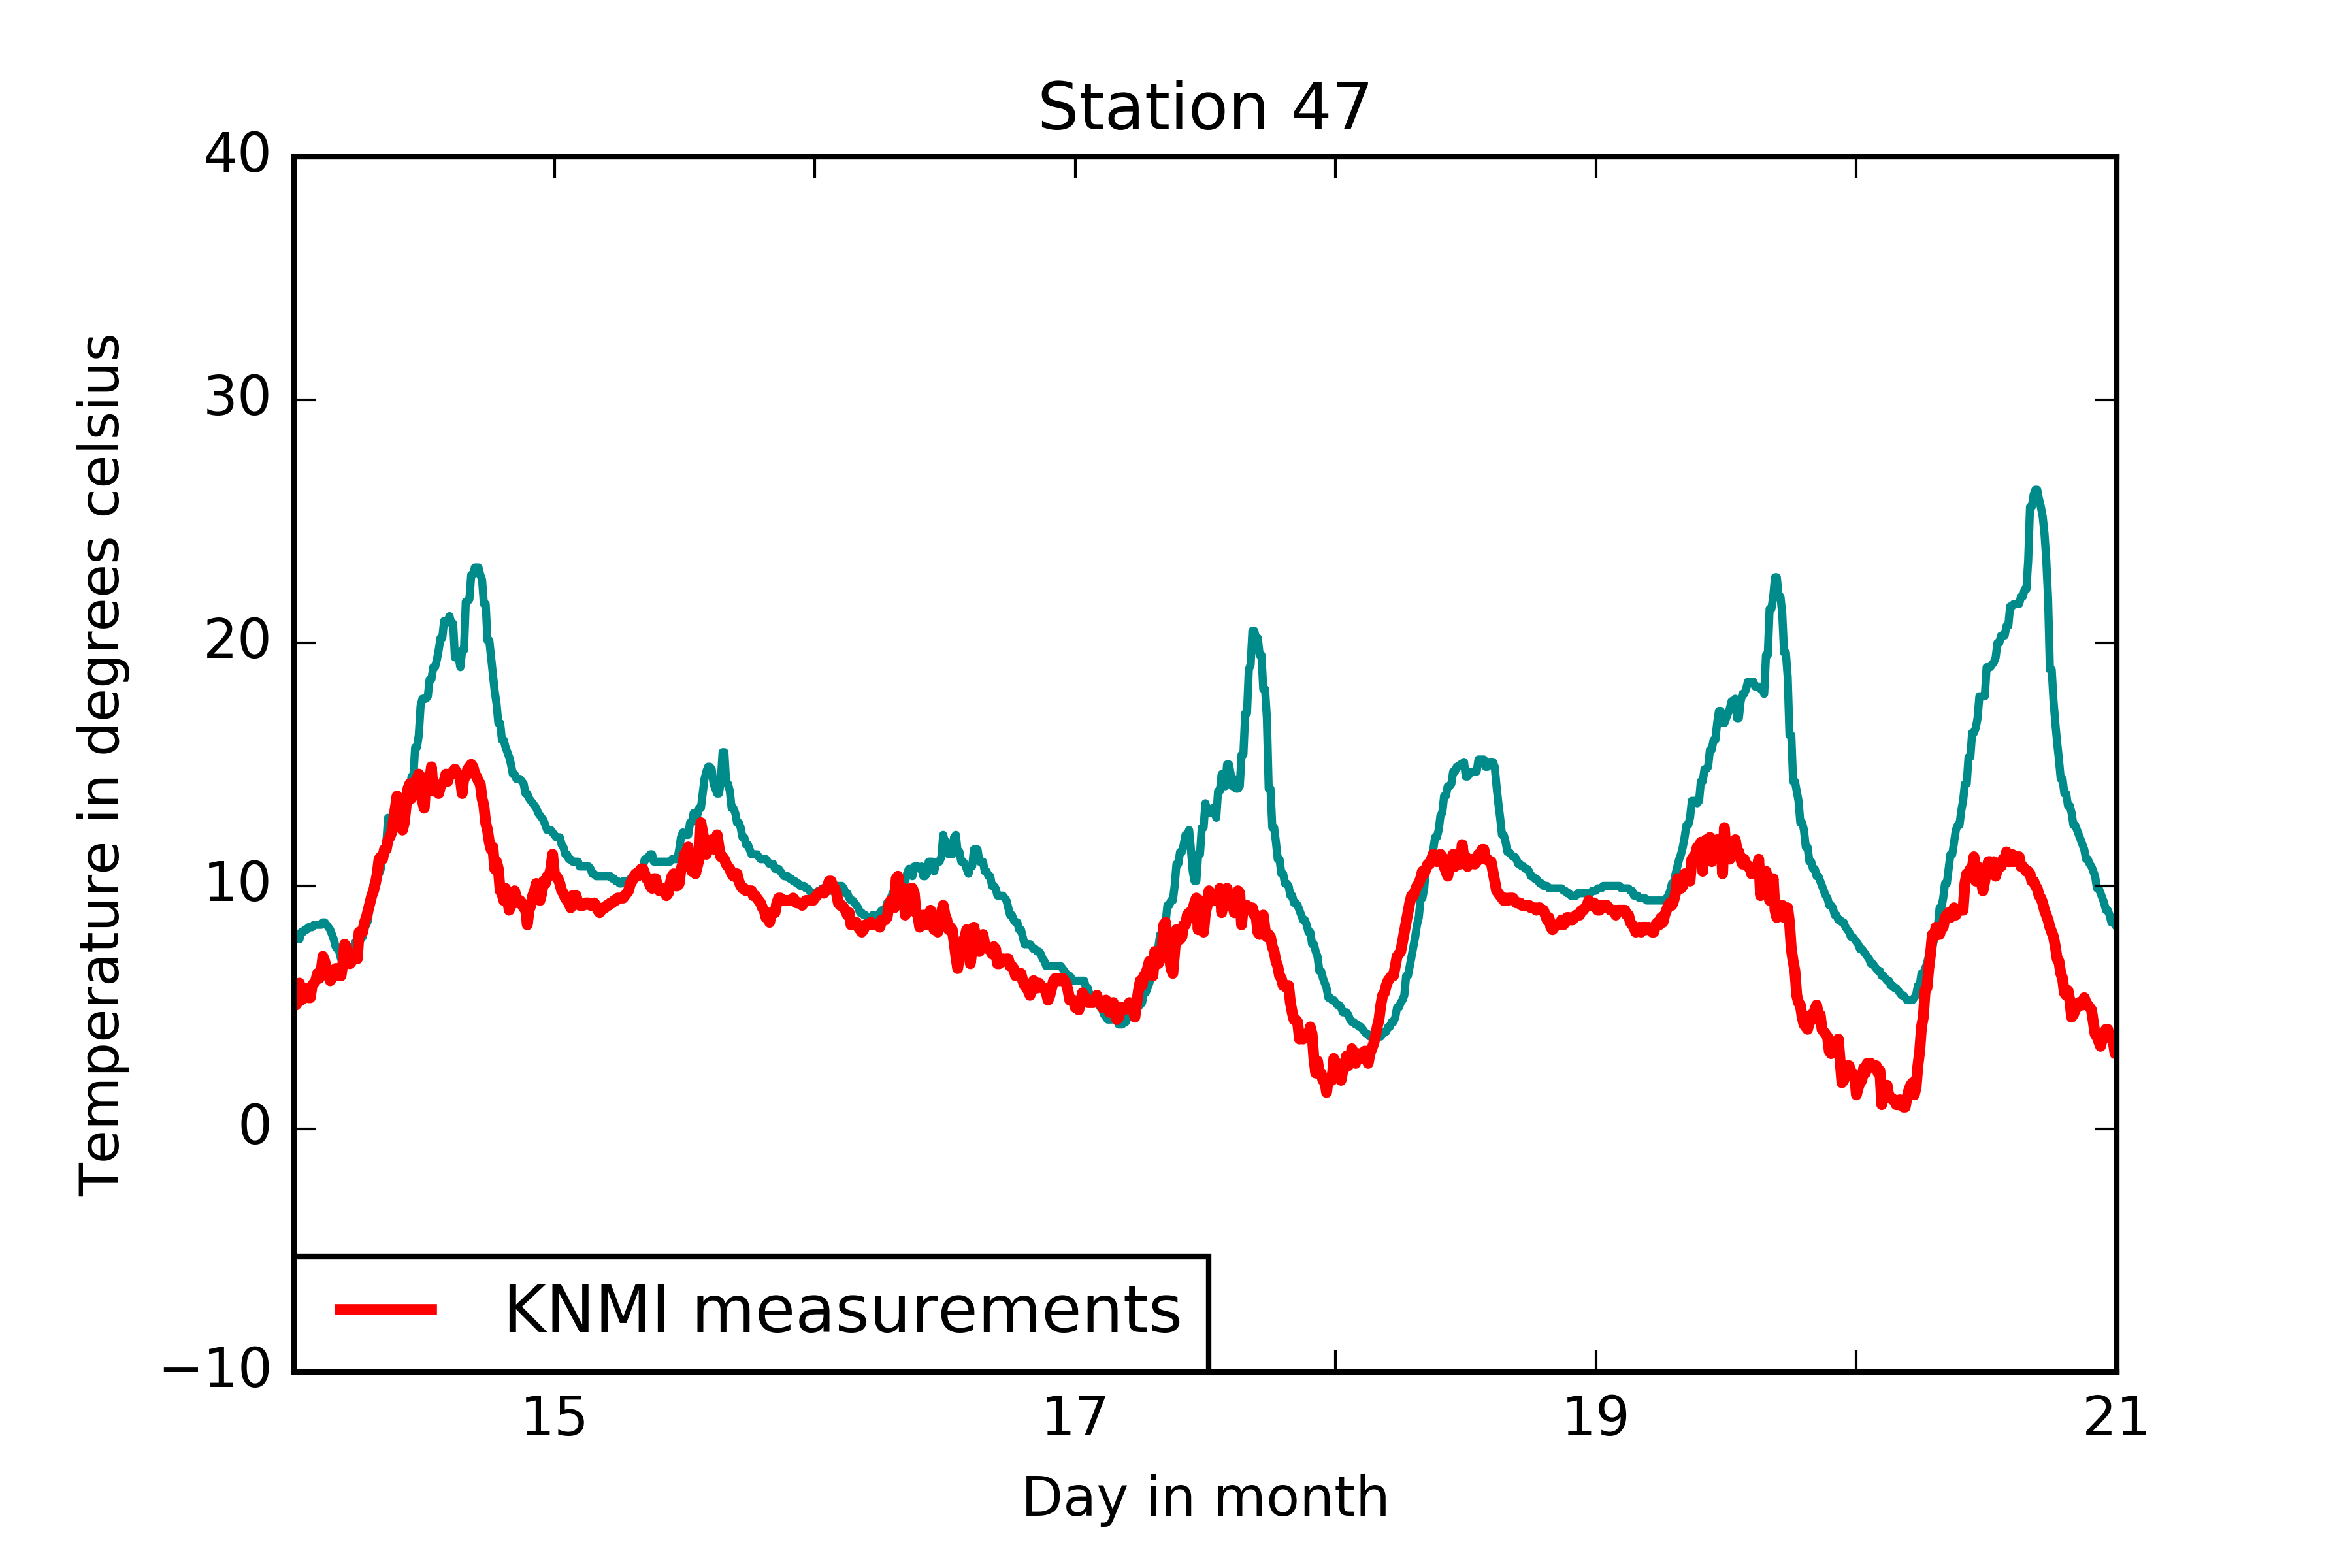 Station 47
40
30
20
10
0
−10
Temperature in degrees celsius
KNMI measurements
15 17 19 21
Day in month